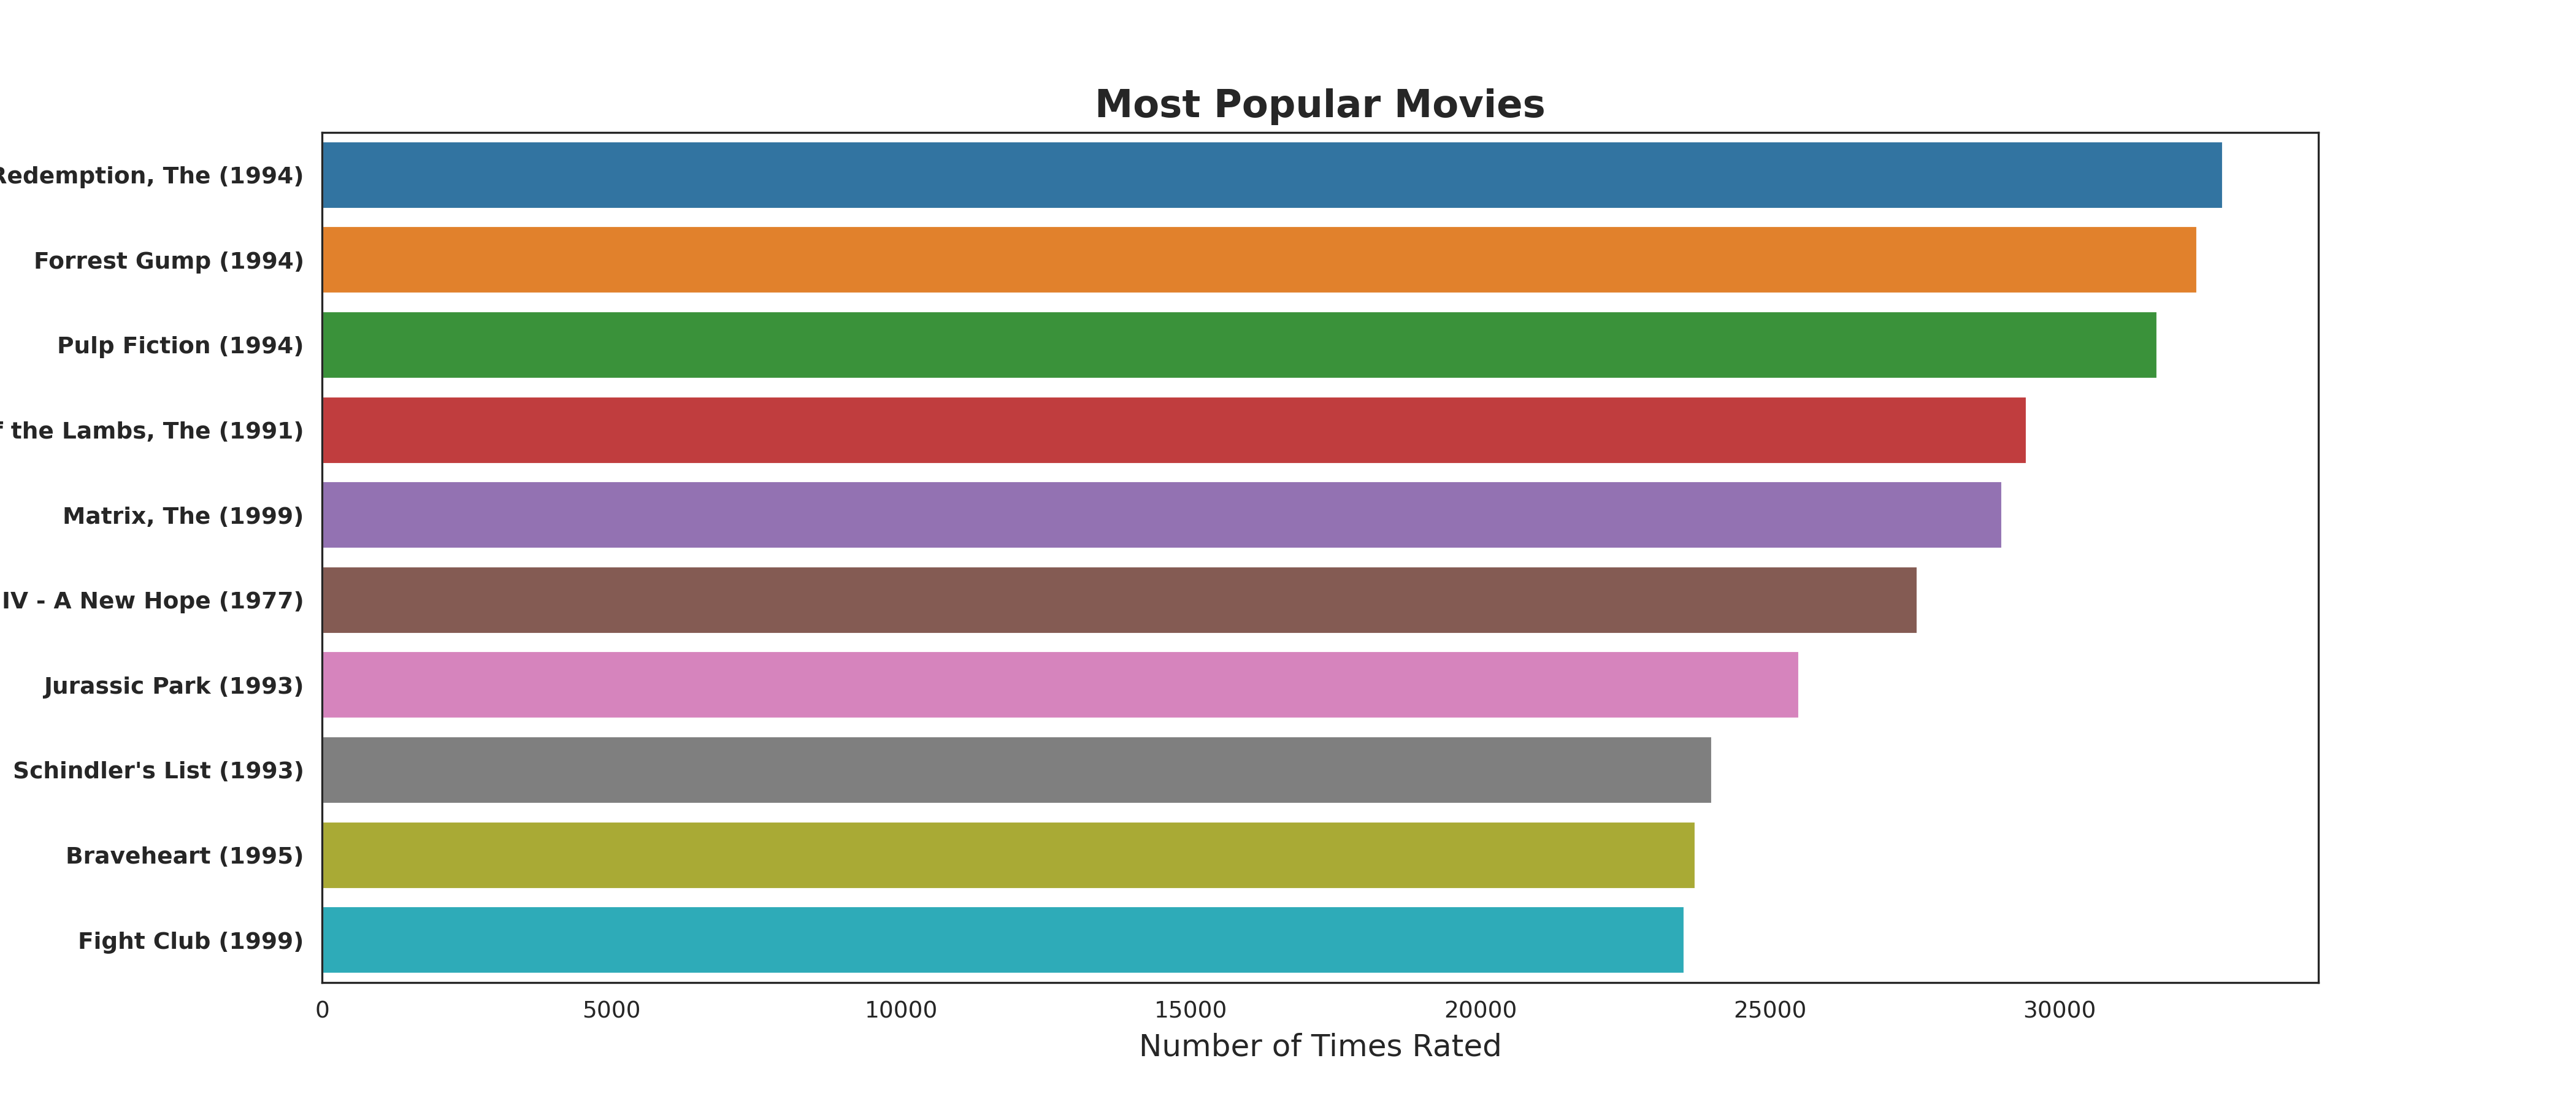 Most Popular Movies
Redemption, The (1994)
Forrest Gump (1994)
Pulp Fiction (1994)
f the Lambs, The (1991)
Matrix, The (1999)
IV - A New Hope (1977)
Jurassic Park (1993)
Schindler's List (1993)
Braveheart (1995)
Fight Club (1999)
0 5000 10000 15000 20000 25000 30000
Number of Times Rated